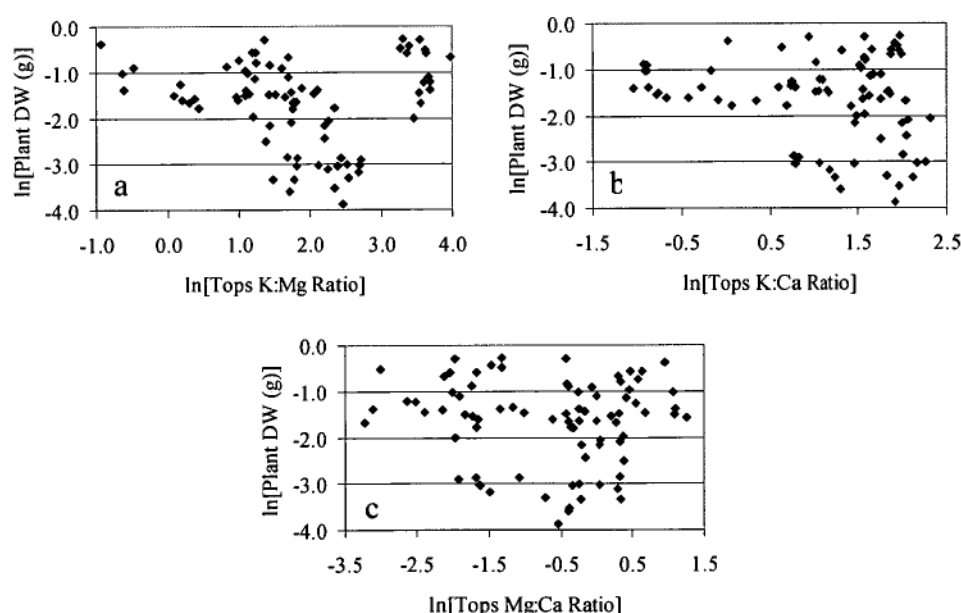 0.0
-1.0
-2.0
-3.0
-4.0
ln[Plant DW (g)]
a
-1.0 0.0 1.0 2.0 3.0 4.0
ln[Tops K:Mg Ratio]
0.0
-1.0
-2.0
-3.0
-4.0
ln[Plant DW (g)]
b
-1.5 -0.5 0.5 1.5 2.5
ln[Tops K:Ca Ratio]
0.0
-1.0
-2.0
-3.0
-4.0
ln[Plant DW (g)]
c
-3.5 -2.5 -1.5 -0.5 0.5 1.5
ln[Tops Mg:Ca Ratio]